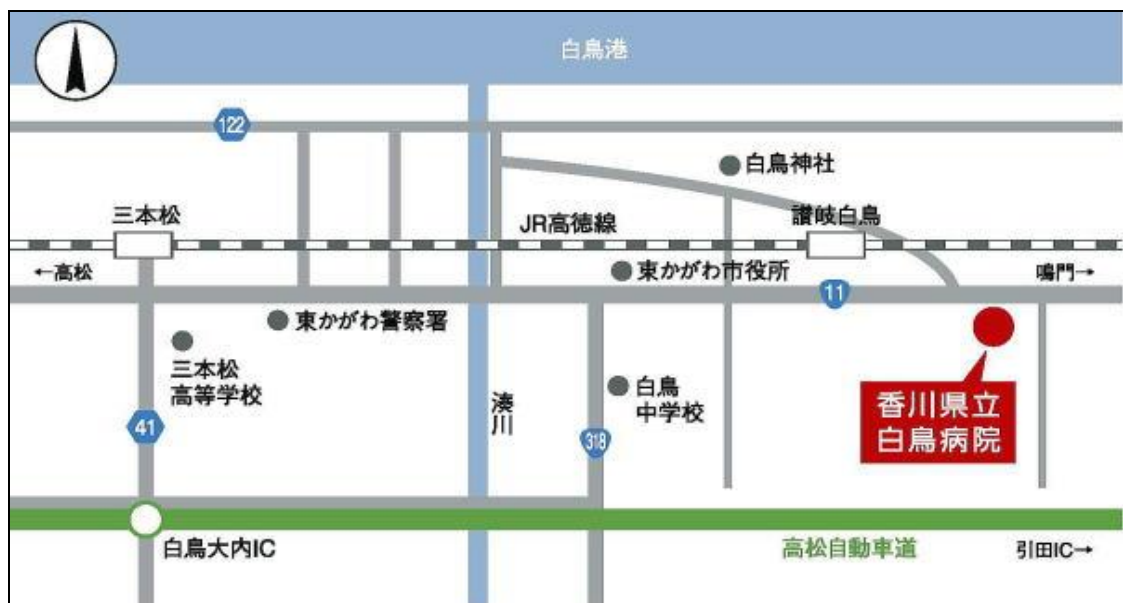 白鳥港
122
白鳥神社
三本松
JR高徳線
讃岐白鳥
←高松
東かがわ市役所
鳴門→
11
東かがわ警察署
三本松
高等学校
白鳥
中学校
香川県立
白鳥病院
湊川
41
318
白鳥大内IC
高松自動車道
引田IC→